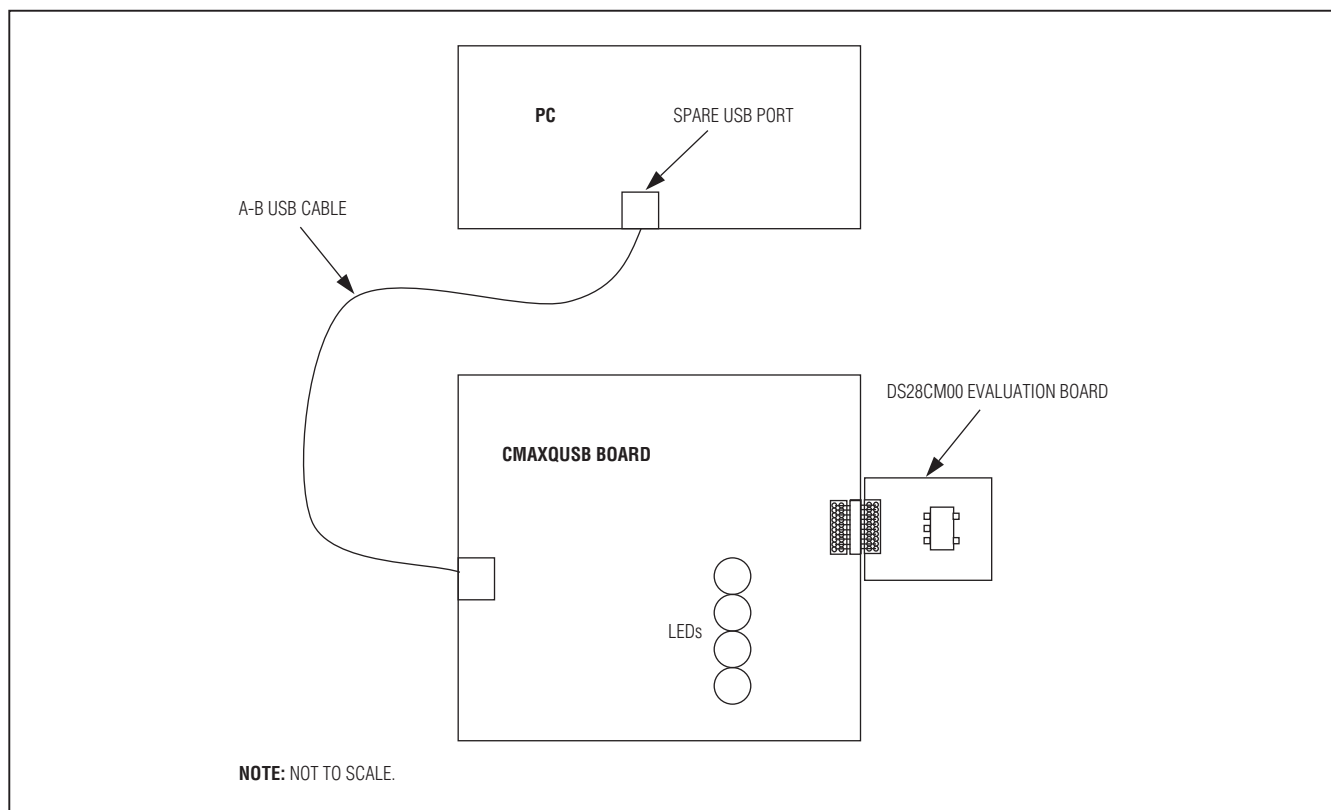 PC
SPARE USB PORT
A-B USB CABLE
DS28CM00 EVALUATION BOARD
CMAXQUSB BOARD
LEDs
NOTE: NOT TO SCALE.